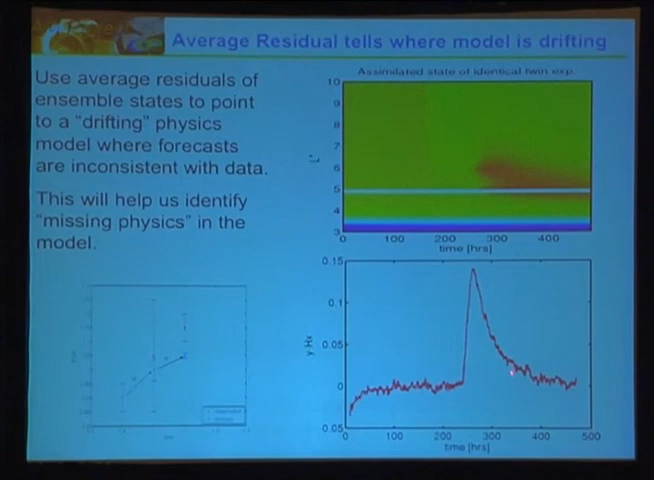 Average Residual tells where model is drifting
Use average residuals of
ensemble states to point
to a "drifting" physics
model where forecasts
are inconsistent with data.
This will help us identify
"missing physics" in the
model.
Assimilated state of identical twin exp.
10
9
8
7
6
5
4
3
L*
0 100 200 300 400
time [hrs]
0.15
0.1
0.05
0
0.05
y-Hx
0 100 200 300 400 500
time [hrs]